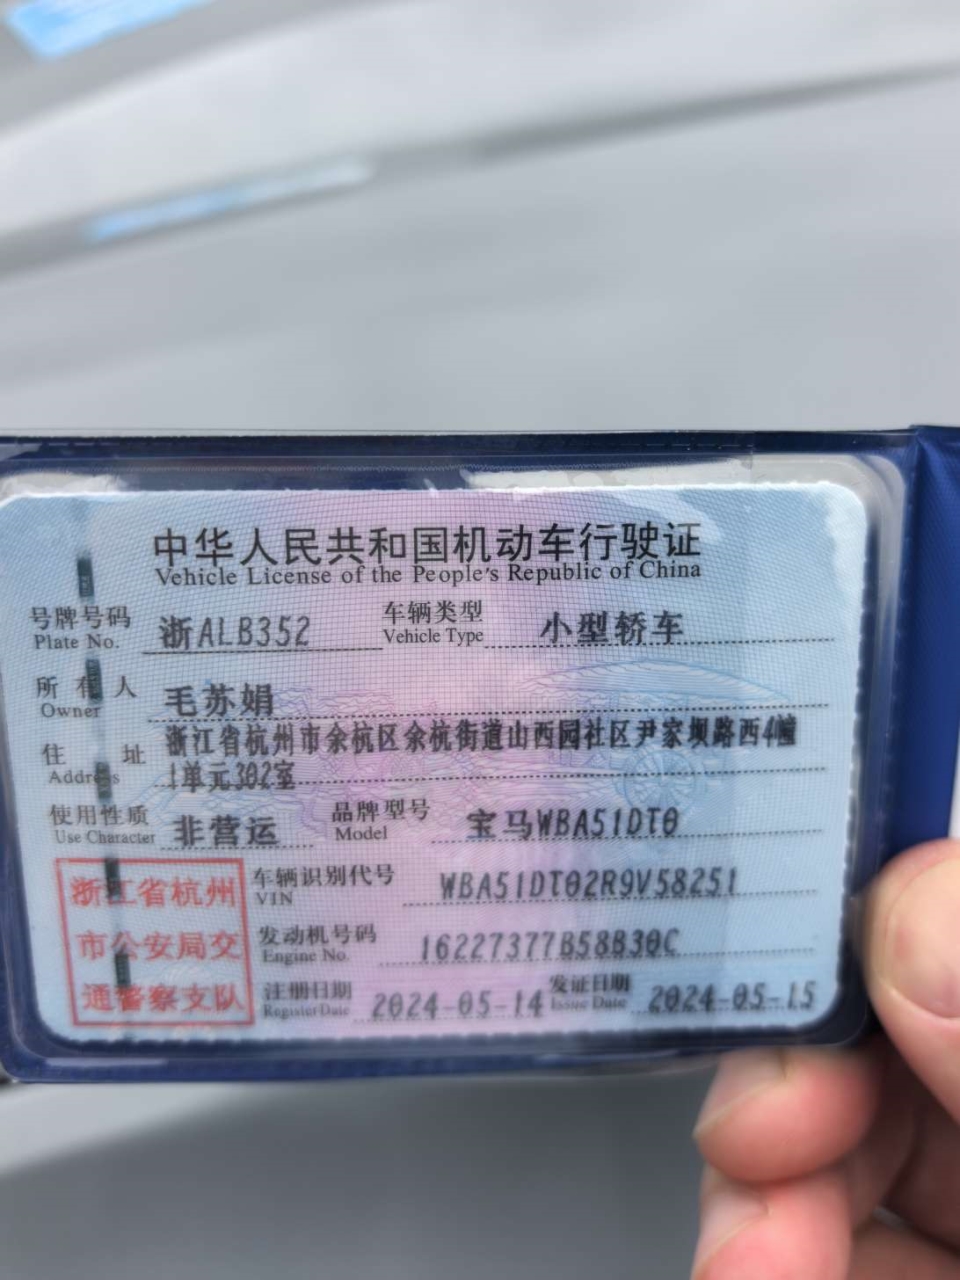 中华人民共和国机动车行驶证
Vehicle License of the People's Republic of China
号牌号码 浙ALB352 车辆类型 小型轿车
Plate No. Vehicle Type
所有人 毛苏娟
Owner
住址 浙江省杭州市余杭区余杭街道山西园社区尹家坝路西4幢
Address 1单元302室
使用性质 非营运 品牌型号 宝马WBA51DT0
Use Character Model
浙江省杭州
市公安局交
通警察支队
车辆识别代号 WBA51DT02R9V58251
VIN
发动机号码 16227377B58B30C
Engine No.
注册日期 2024-05-14 发证日期 2024-05-15
Register Date Issue Date